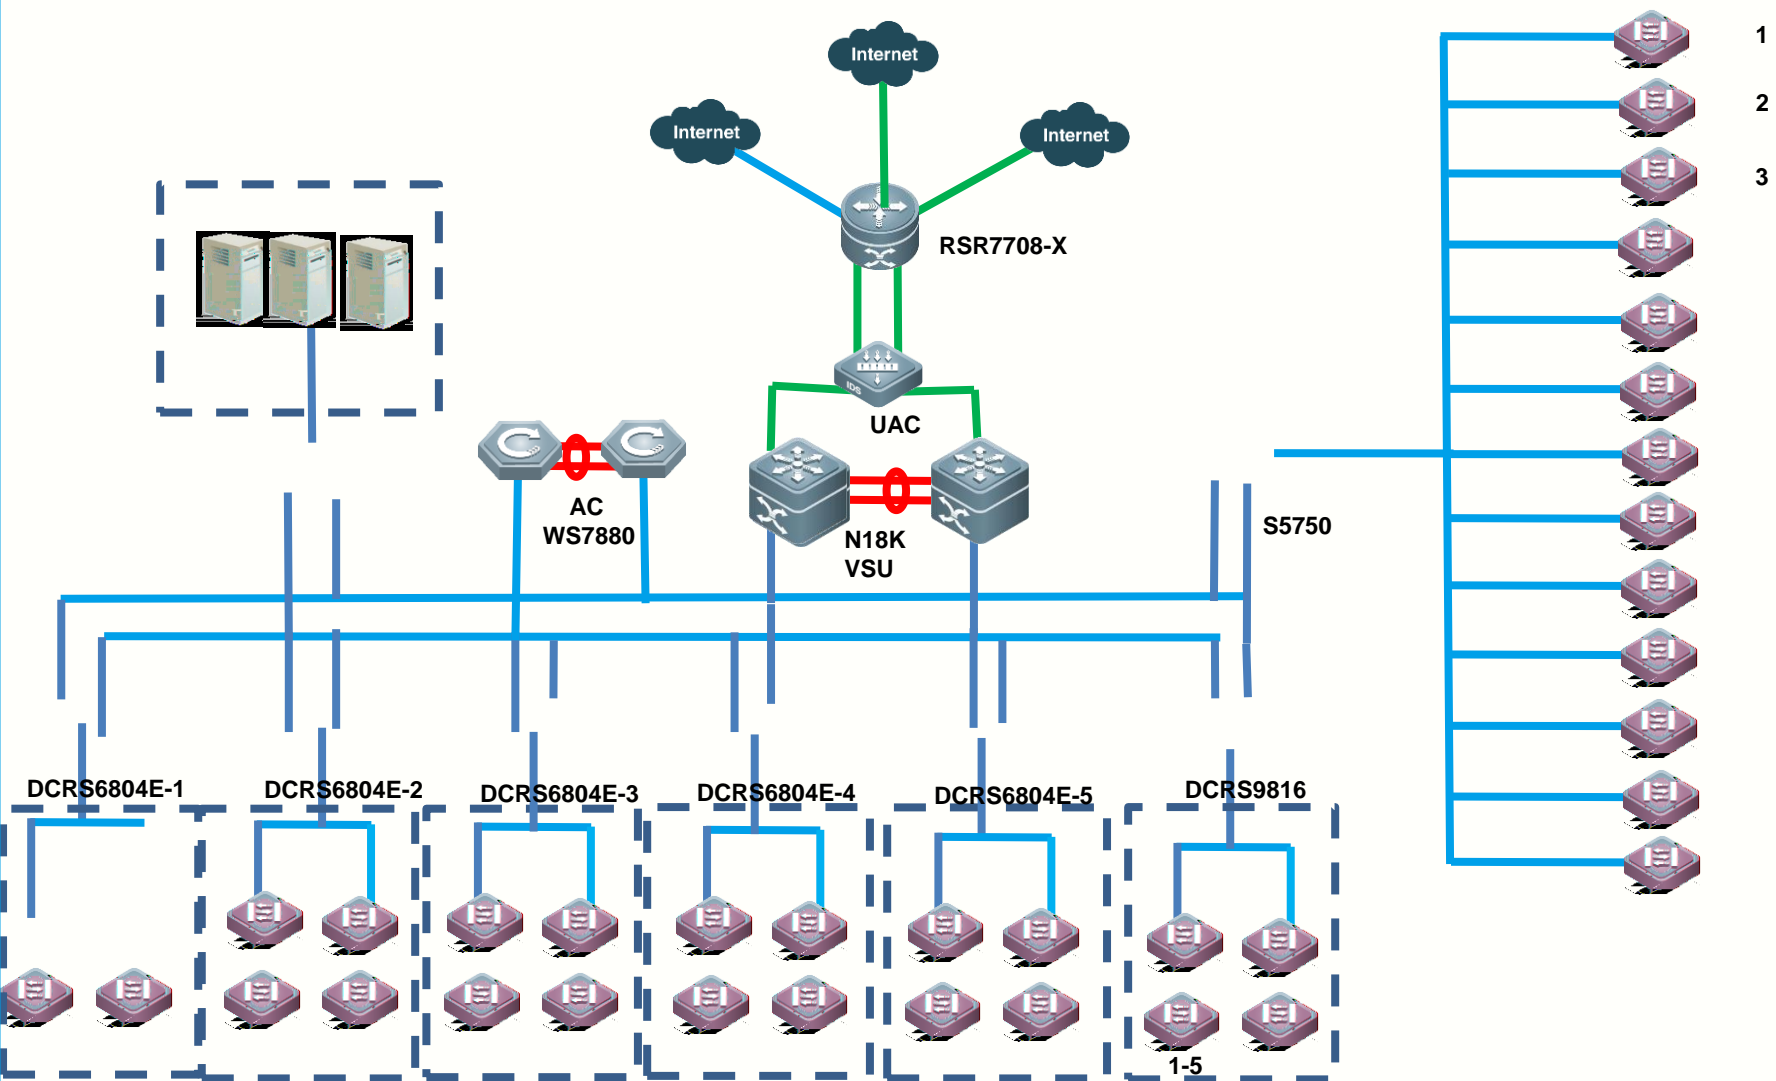 Internet
Internet
Internet
1
2
3
RSR7708-X
IDS
UAC
AC
WS7880
N18K
VSU
S5750
DCRS6804E-1
DCRS6804E-2
DCRS6804E-3
DCRS6804E-4
DCRS6804E-5
DCRS9816
1-5